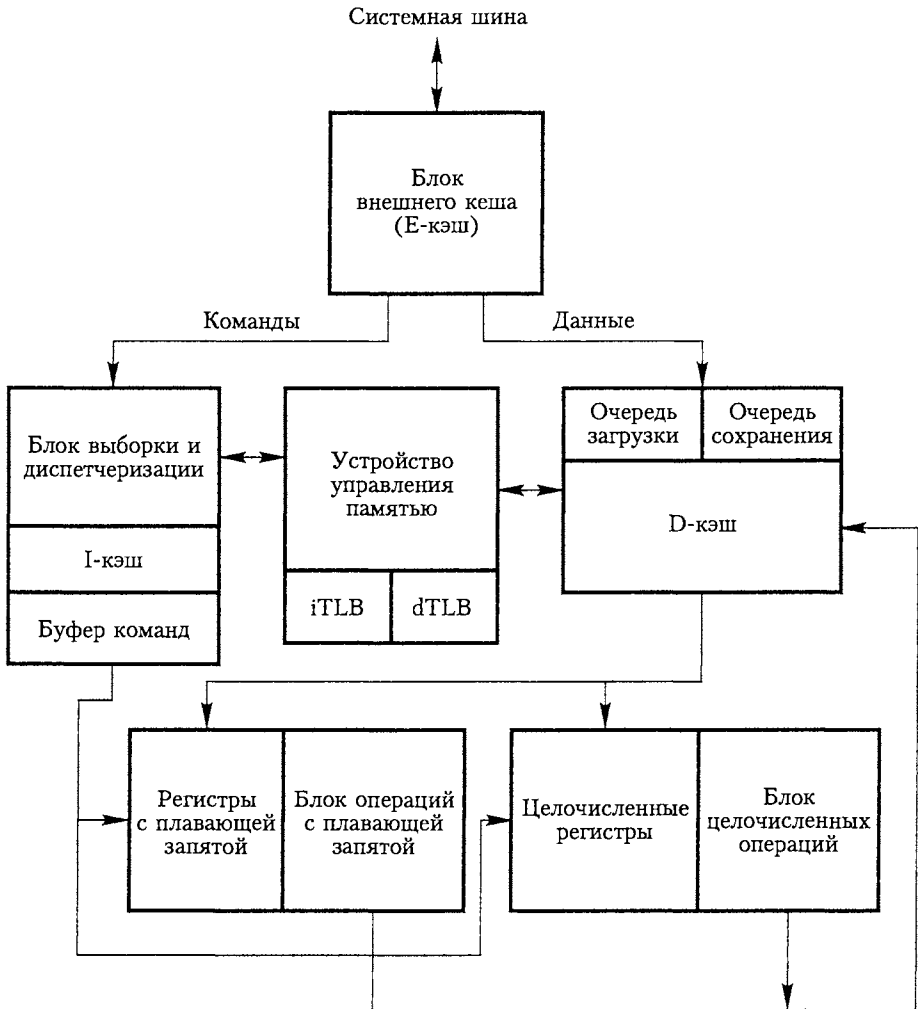 Системная шина
Блок
внешнего кеша
(Е-кэш)
Команды
Данные
Блок выборки и
диспетчеризации
I-кэш
Буфер команд
Устройство
управления
памятью
iTLB
dTLB
Очередь
загрузки
Очередь
сохранения
D-кэш
Регистры
с плавающей
запятой
Блок операций
с плавающей
запятой
Целочисленные
регистры
Блок
целочисленных
операций